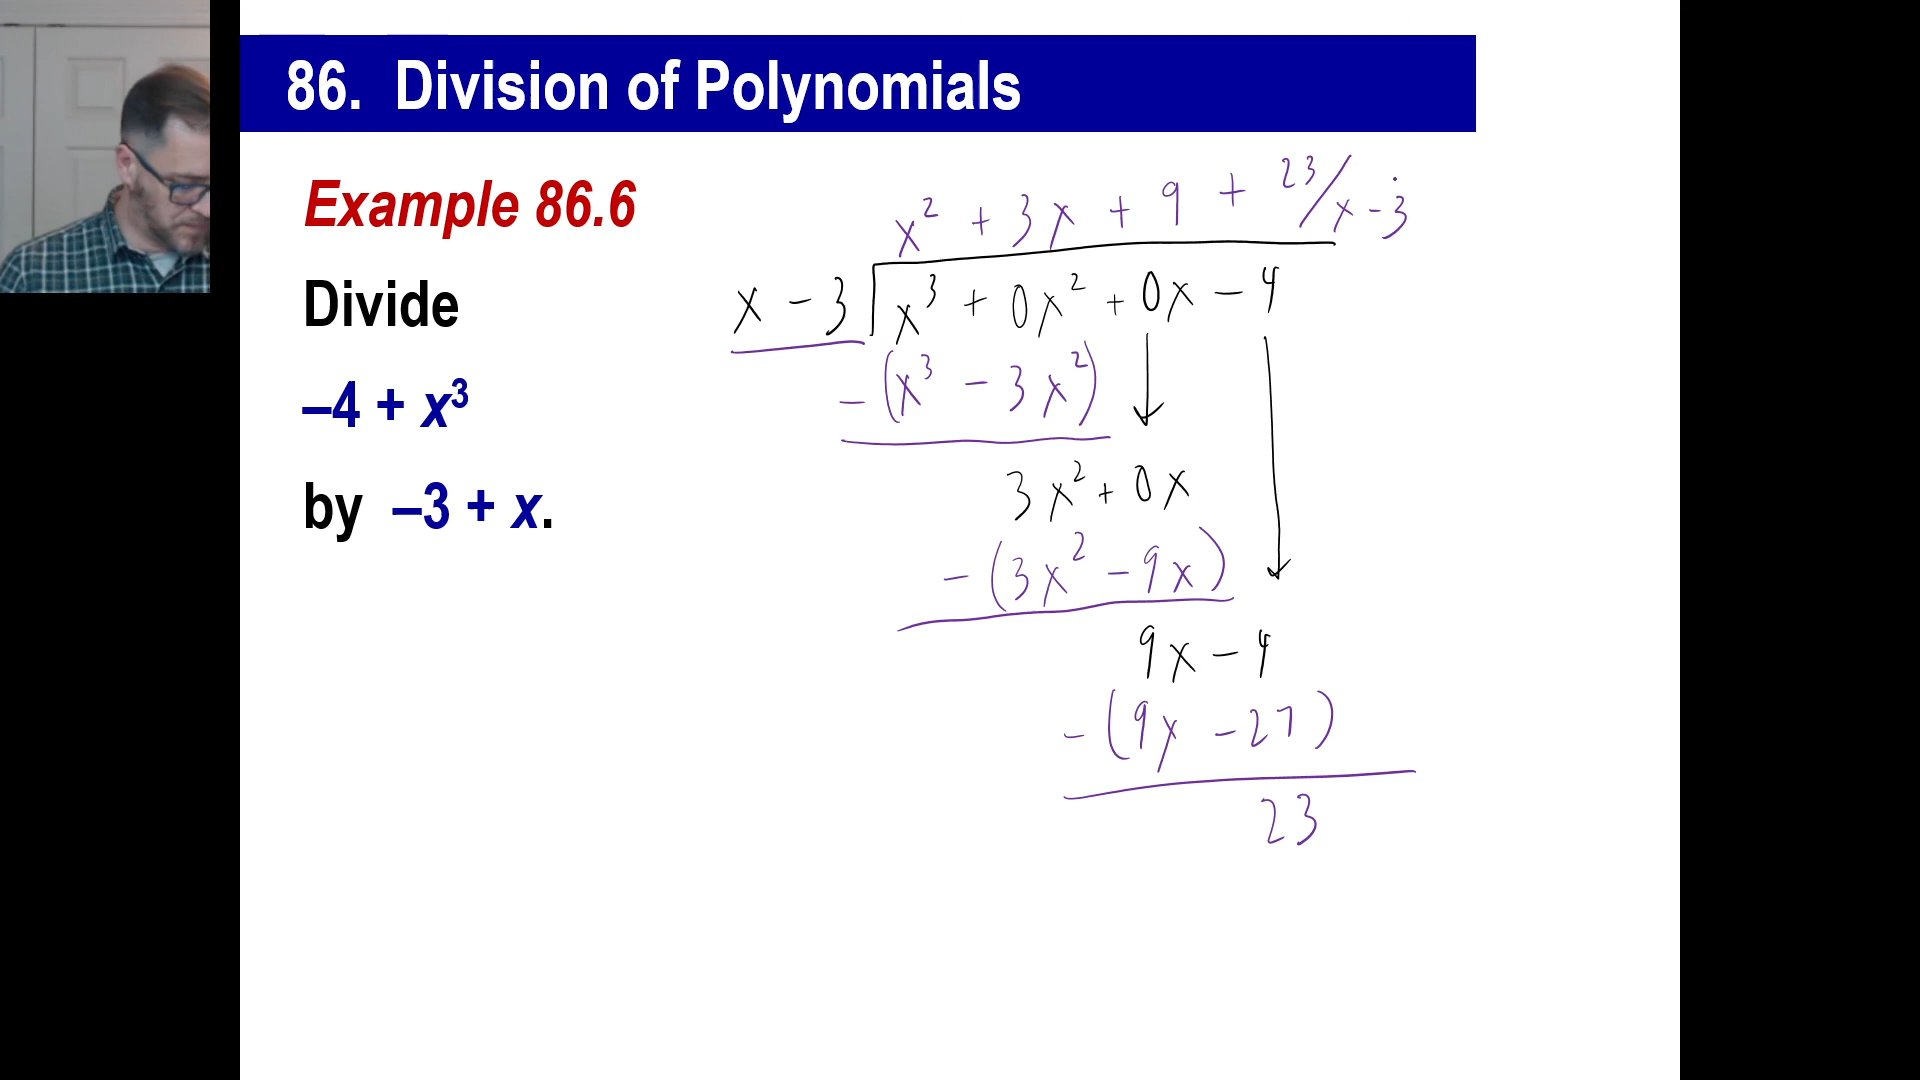 86. Division of Polynomials
Example 86.6
Divide
–4 + x³
by –3 + x.
x² + 3x + 9 + 23/x - 3
x - 3 x³ + 0x² + 0x - 4
- (x³ - 3x²)
3x² + 0x
- (3x² - 9x)
9x - 4
- (9x - 27)
23